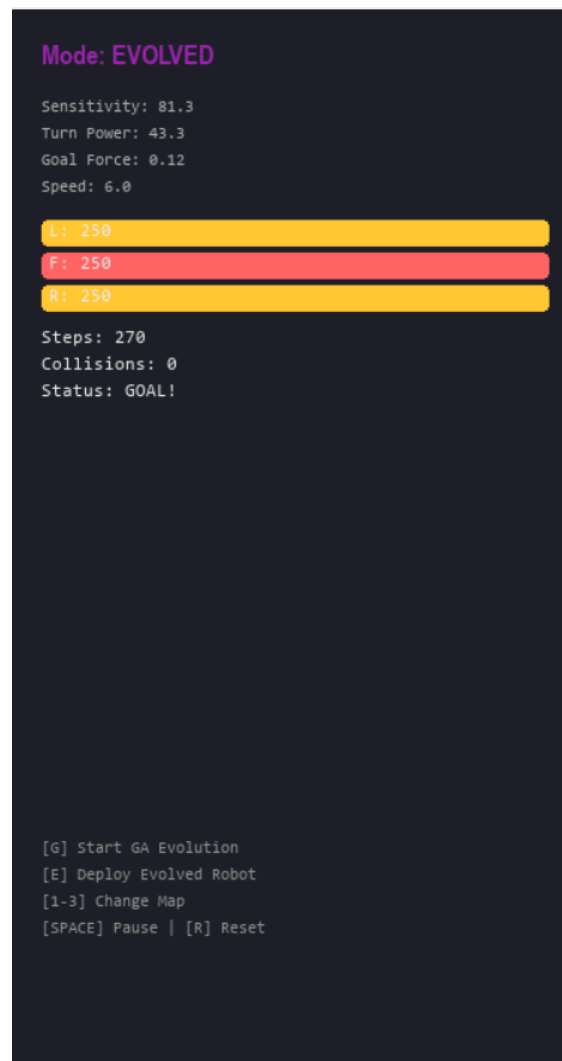 Mode: EVOLVED
Sensitivity: 81.3
Turn Power: 43.3
Goal Force: 0.12
Speed: 6.0
L: 250
F: 250
R: 250
Steps: 270
Collisions: 0
Status: GOAL!
[G] Start GA Evolution
[E] Deploy Evolved Robot
[1-3] Change Map
[SPACE] Pause | [R] Reset